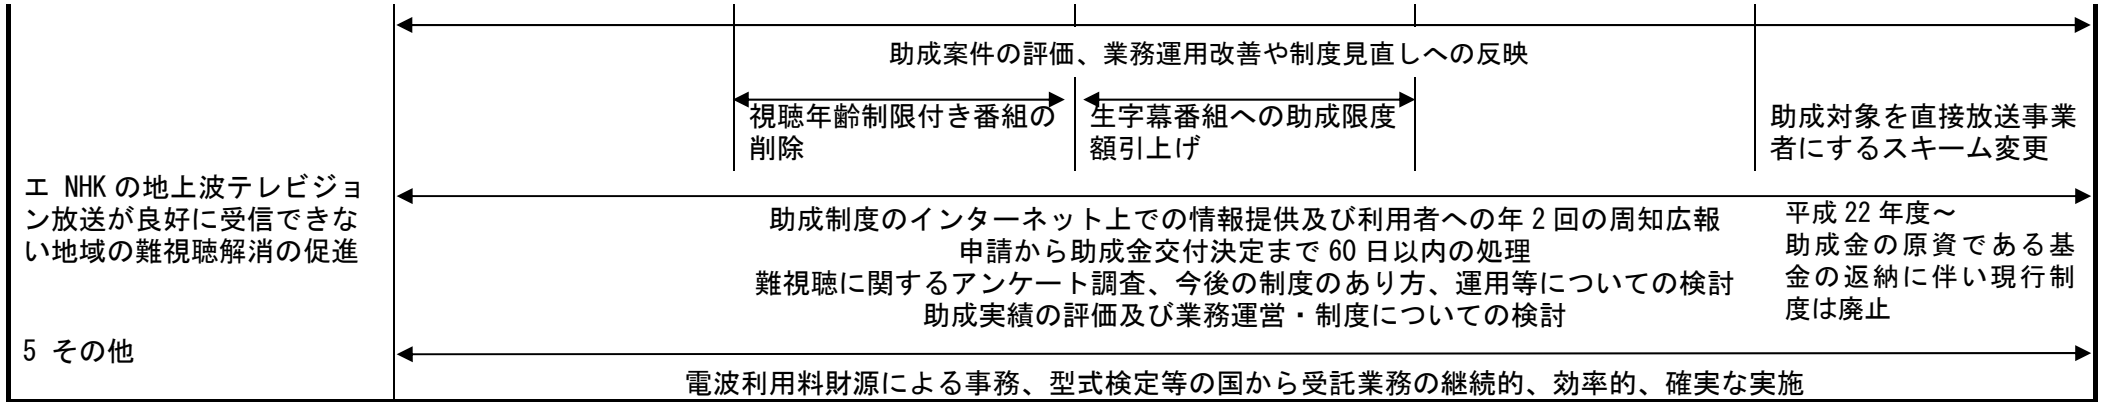 助成案件の評価、業務運用改善や制度見直しへの反映
視聴年齢制限付き番組の
削除
生字幕番組への助成限度
額引上げ
助成対象を直接放送事業
者にするスキーム変更
エ NHKの地上波テレビジョ
ン放送が良好に受信できな
い地域の難視聴解消の促進
助成制度のインターネット上での情報提供及び利用者への年2回の周知広報
申請から助成金交付決定まで60日以内の処理
難視聴に関するアンケート調査、今後の制度のあり方、運用等についての検討
助成実績の評価及び業務運営・制度についての検討
平成22年度～
助成金の原資である基
金の返納に伴い現行制
度は廃止
5 その他
電波利用料財源による事務、型式検定等の国から受託業務の継続的、効率的、確実な実施